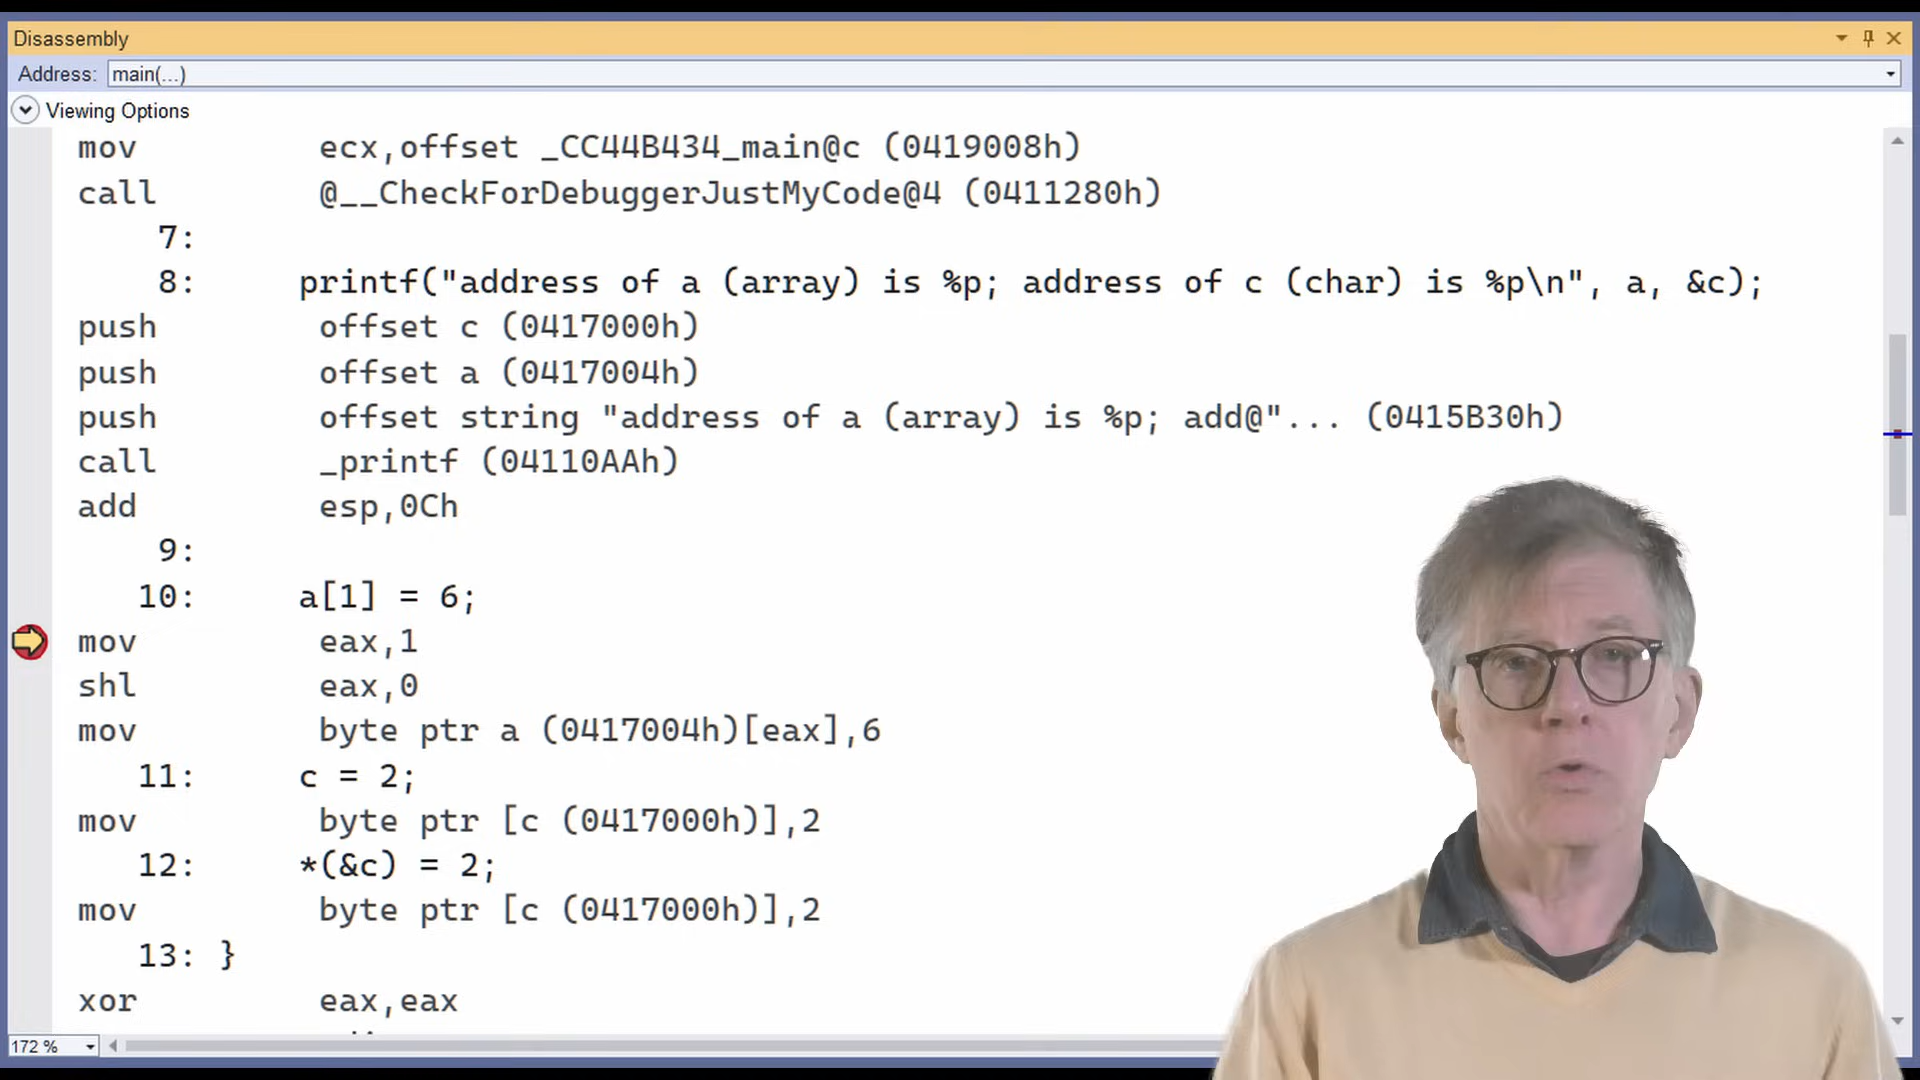 Disassembly
Address: main(...)
Viewing Options
mov ecx,offset _CC44B434_main@c (0419008h)
call @__CheckForDebuggerJustMyCode@4 (0411280h)
7:
8: printf("address of a (array) is %p; address of c (char) is %p\n", a, &c);
push offset c (0417000h)
push offset a (0417004h)
push offset string "address of a (array) is %p; add@"... (0415B30h)
call _printf (04110AAh)
add esp,0Ch
9:
10: a[1] = 6;
mov eax,1
shl eax,0
mov byte ptr a (0417004h)[eax],6
11: c = 2;
mov byte ptr [c (0417000h)],2
12: *(&c) = 2;
mov byte ptr [c (0417000h)],2
13: }
xor eax,eax
172 %